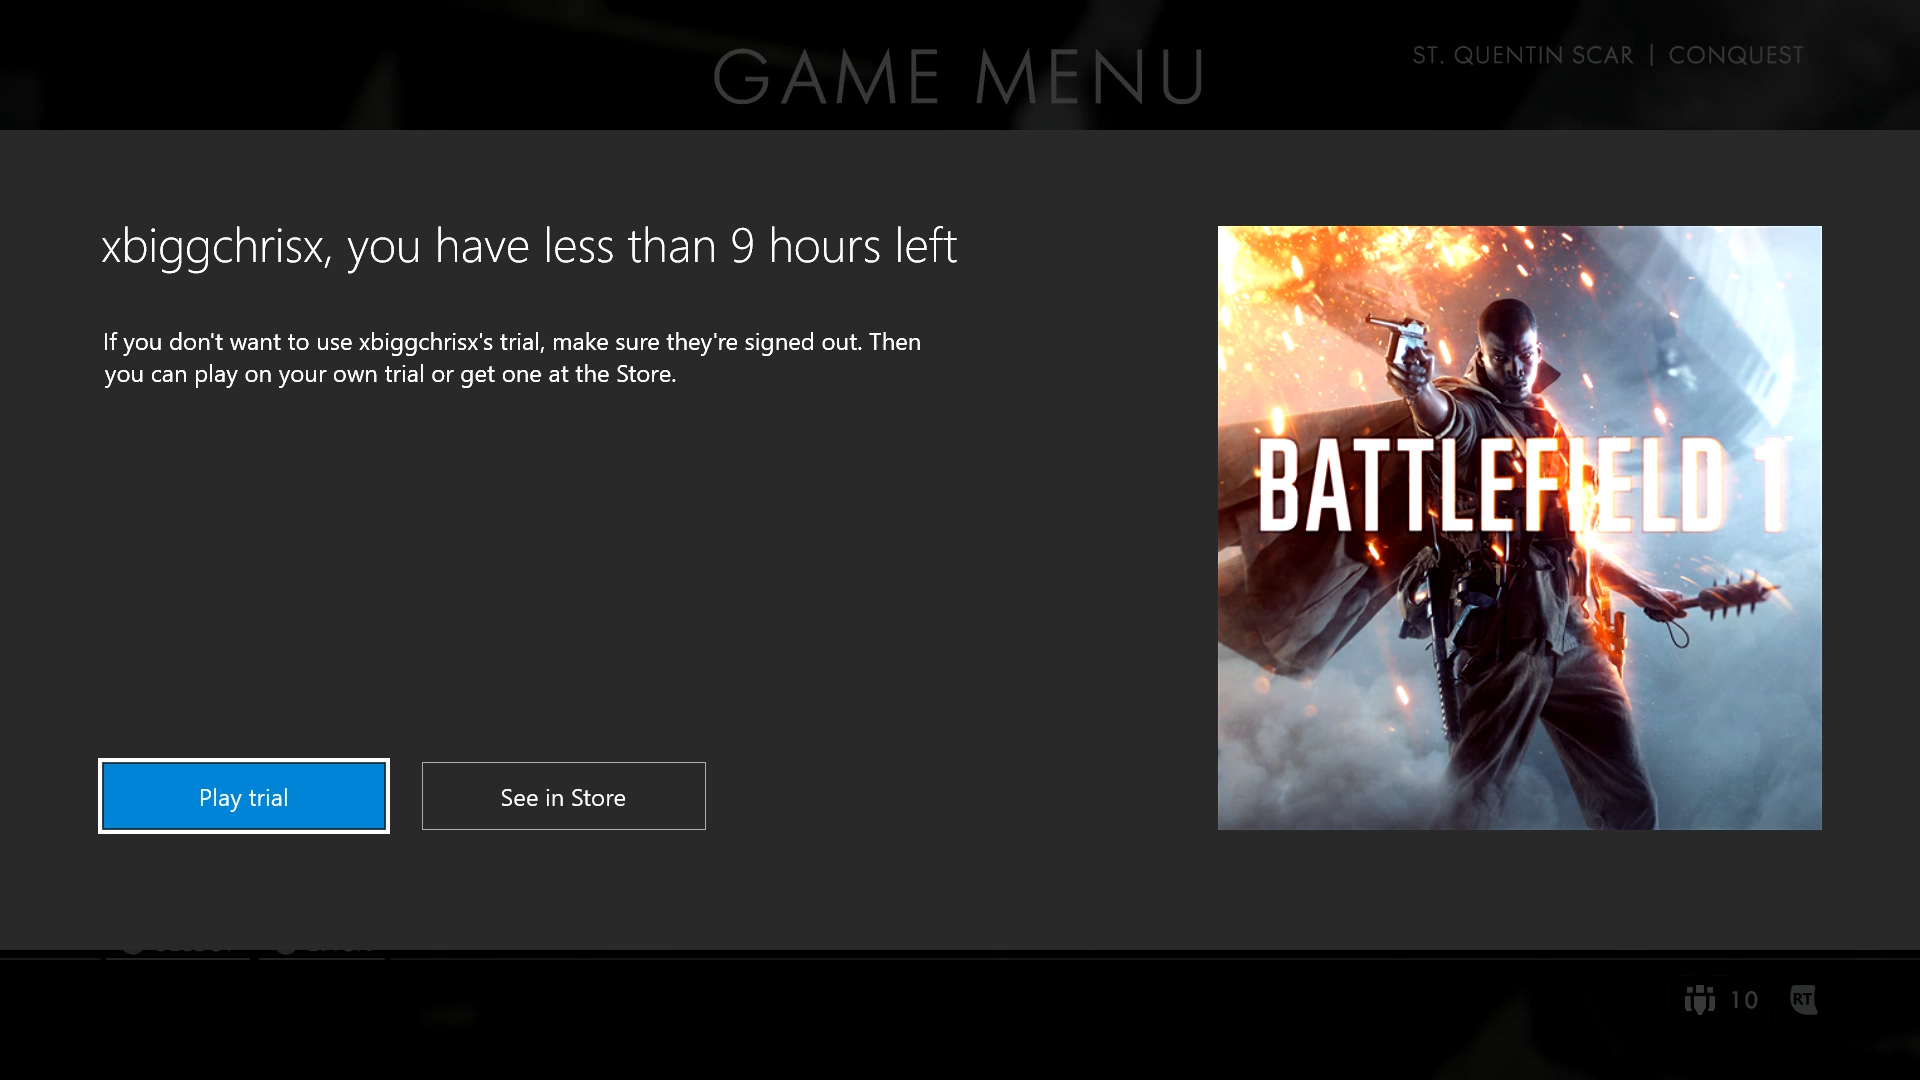 GAME MENU
ST. QUENTIN SCAR | CONQUEST
xbiggchrisx, you have less than 9 hours left
If you don't want to use xbiggchrisx's trial, make sure they're signed out. Then
you can play on your own trial or get one at the Store.
BATTLEFIELD 1
Play trial
See in Store
10
RT